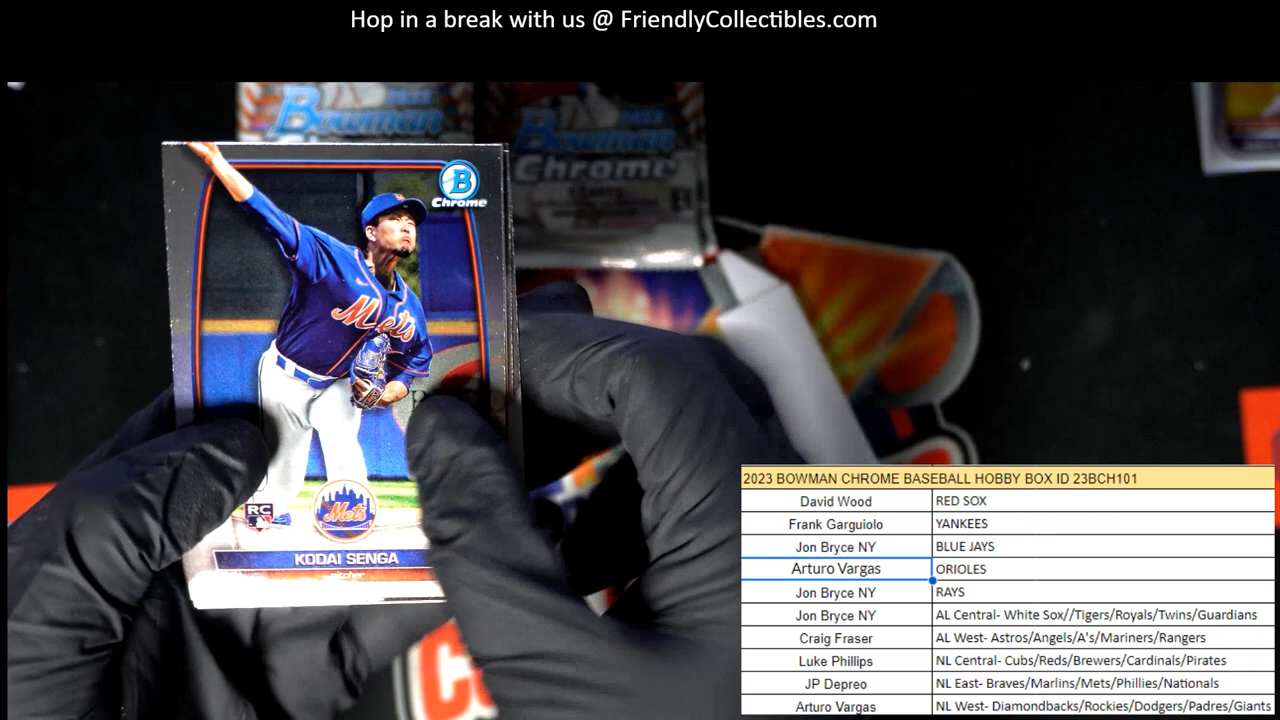 Hop in a break with us @ FriendlyCollectibles.com
Bowman
Bowman
Chrome
B
Chrome
Mets
RC
Mets
KODAI SENGA
pitcher
2023 BOWMAN CHROME BASEBALL HOBBY BOX ID 23BCH101
David Wood RED SOX
Frank Garguiolo YANKEES
Jon Bryce NY BLUE JAYS
Arturo Vargas ORIOLES
Jon Bryce NY RAYS
Jon Bryce NY AL Central- White Sox//Tigers/Royals/Twins/Guardians
Craig Fraser AL West- Astros/Angels/A's/Mariners/Rangers
Luke Phillips NL Central- Cubs/Reds/Brewers/Cardinals/Pirates
JP Depreo NL East- Braves/Marlins/Mets/Phillies/Nationals
Arturo Vargas NL West- Diamondbacks/Rockies/Dodgers/Padres/Giants